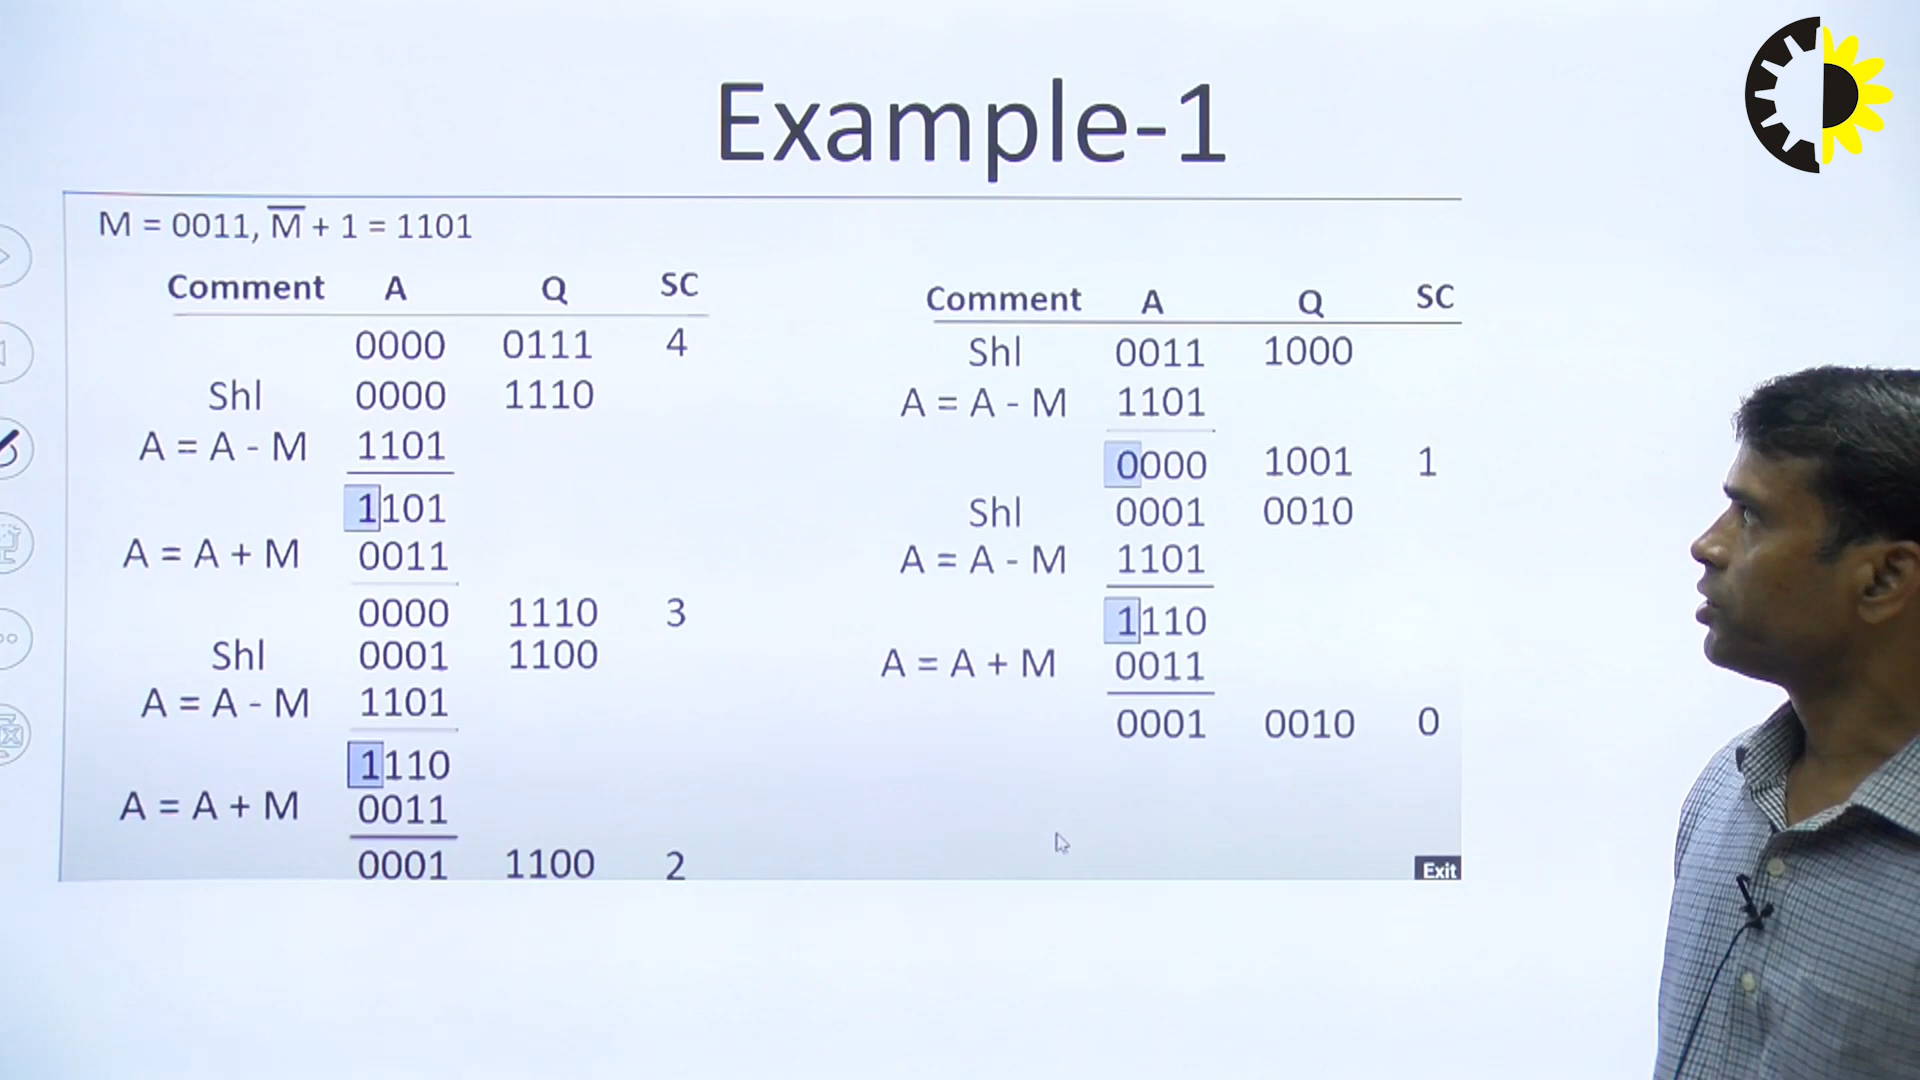 Example-1
M = 0011, M̅ + 1 = 1101
Comment A Q SC
0000 0111 4
Shl 0000 1110
A = A - M 1101
1101
A = A + M 0011
0000 1110 3
Shl 0001 1100
A = A - M 1101
1110
A = A + M 0011
0001 1100 2
Comment A Q SC
Shl 0011 1000
A = A - M 1101
0000 1001 1
Shl 0001 0010
A = A - M 1101
1110
A = A + M 0011
0001 0010 0
Exit